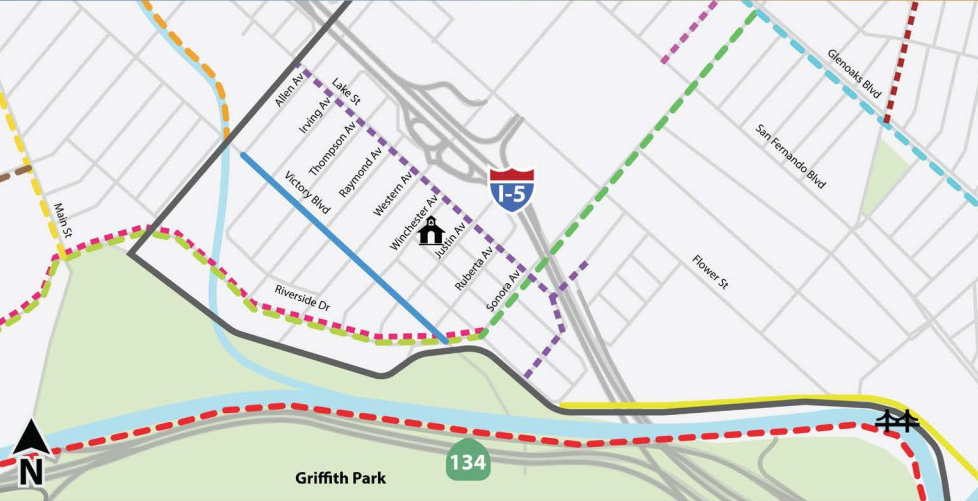 Glenoaks Blvd
Allen Av
Lake St
Irving Av
Thompson Av
Raymond Av
San Fernando Blvd
Victory Blvd
Western Av
I-5
Main St
Winchester Av
Justin Av
Ruberta Av
Flower St
Sonora Av
Riverside Dr
134
N
Griffith Park